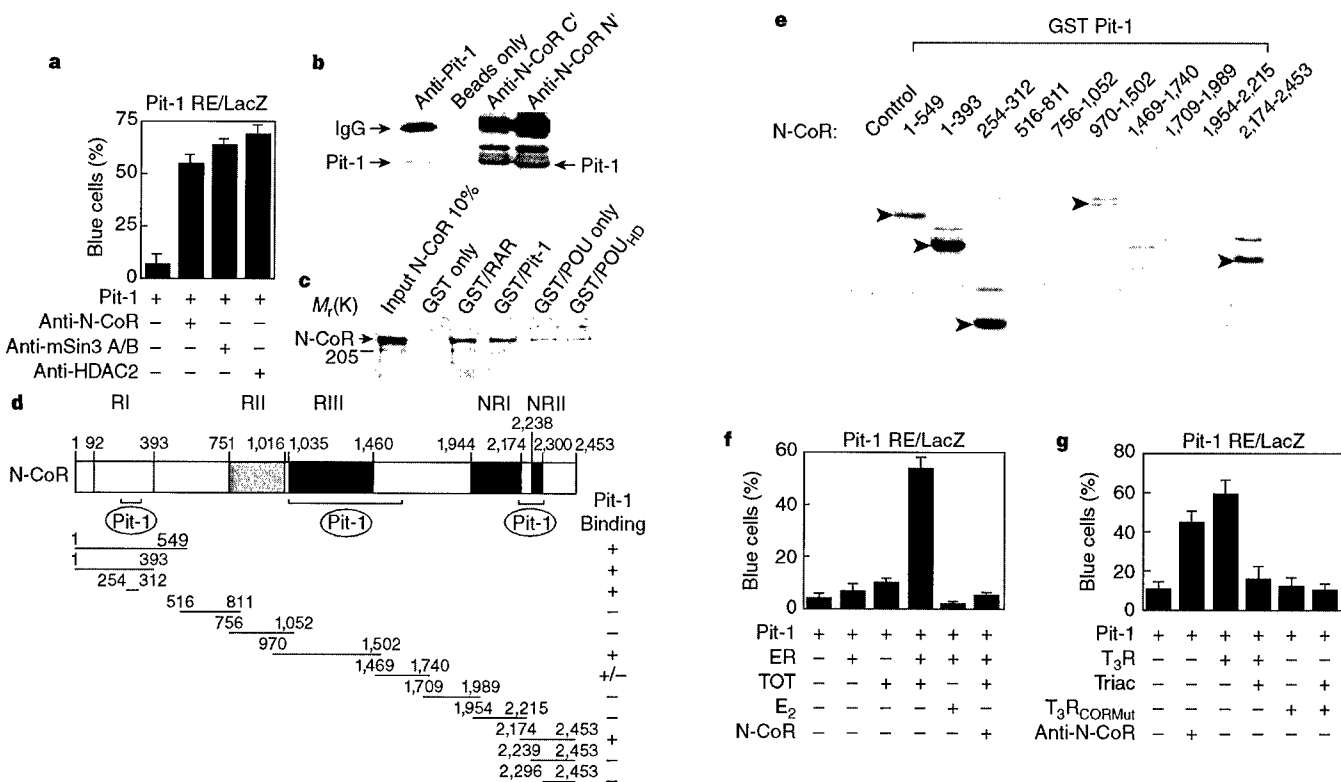 a
Pit-1 RE/LacZ
75
50
25
0
Blue cells (%)
Pit-1 + + + +
Anti-N-CoR – + – –
Anti-mSin3 A/B – – + –
Anti-HDAC2 – – – +
b
Anti-Pit-1
Beads only
Anti-N-CoR C'
Anti-N-CoR N'
IgG
Pit-1
Pit-1
c
Input N-CoR 10%
GST only
GST/RAR
GST/Pit-1
GST/POU only
GST/POU_HD
M_r(K)
N-CoR
205
d
RI RII RIII NRI NRII
2,238
1 92 393 751 1,016 1,035 1,460 1,944 2,174 2,300 2,453
N-CoR
Pit-1 Pit-1 Pit-1
Pit-1
Binding
1 549 +
1 393 +
254 312 +
516 811 –
756 1,052 –
970 1,502 +
1,469 1,740 +/–
1,709 1,989 –
1,954 2,215 –
2,174 2,453 +
2,239 2,453 –
2,296 2,453 –
e
GST Pit-1
N-CoR:
Control
1-549
1-393
254-312
516-811
756-1,052
970-1,502
1,469-1,740
1,709-1,989
1,954-2,215
2,174-2,453
f
Pit-1 RE/LacZ
60
40
20
0
Blue cells (%)
Pit-1 + + + + + +
ER – + – + + +
TOT – – + + – +
E₂ – – – – + –
N-CoR – – – – – +
g
Pit-1 RE/LacZ
80
60
40
20
0
Blue cells (%)
Pit-1 + + + + + +
T₃R – – + + – –
Triac – – – + – +
T₃R_CORMut – – – – + +
Anti-N-CoR – + – – – –